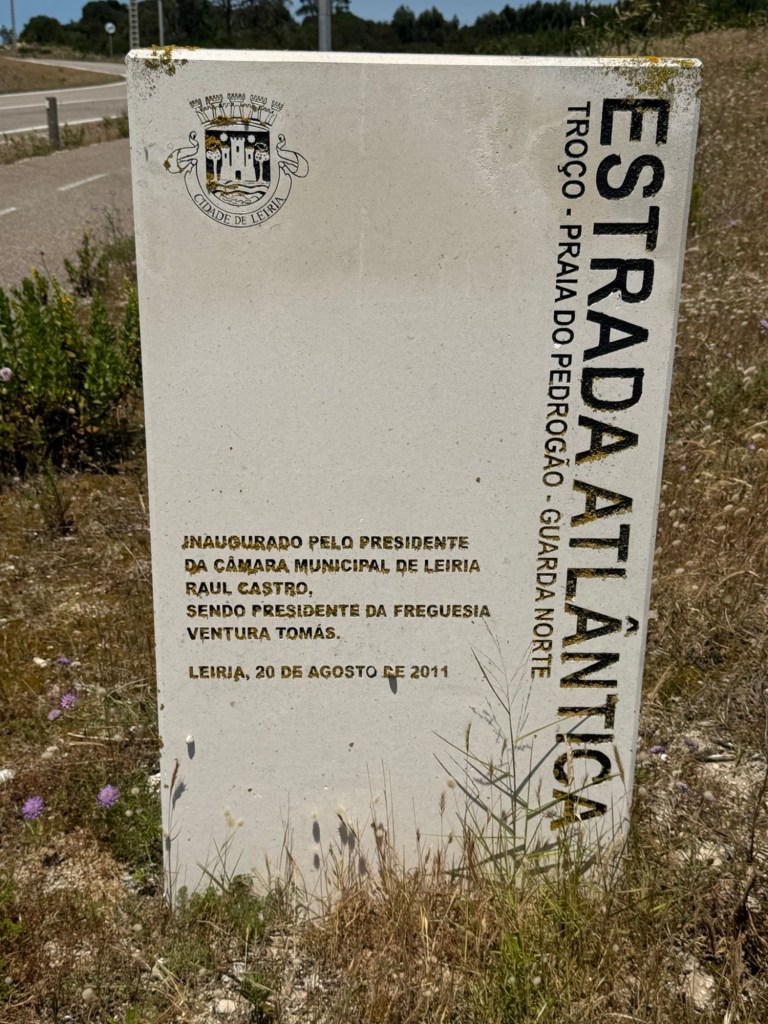 CIDADE DE LEIRIA
ESTRADA ATLÂNTICA
TROÇO - PRAIA DO PEDROGÃO - GUARDA NORTE
INAUGURADO PELO PRESIDENTE
DA CÂMARA MUNICIPAL DE LEIRIA
RAUL CASTRO,
SENDO PRESIDENTE DA FREGUESIA
VENTURA TOMÁS.
LEIRIA, 20 DE AGOSTO DE 2011